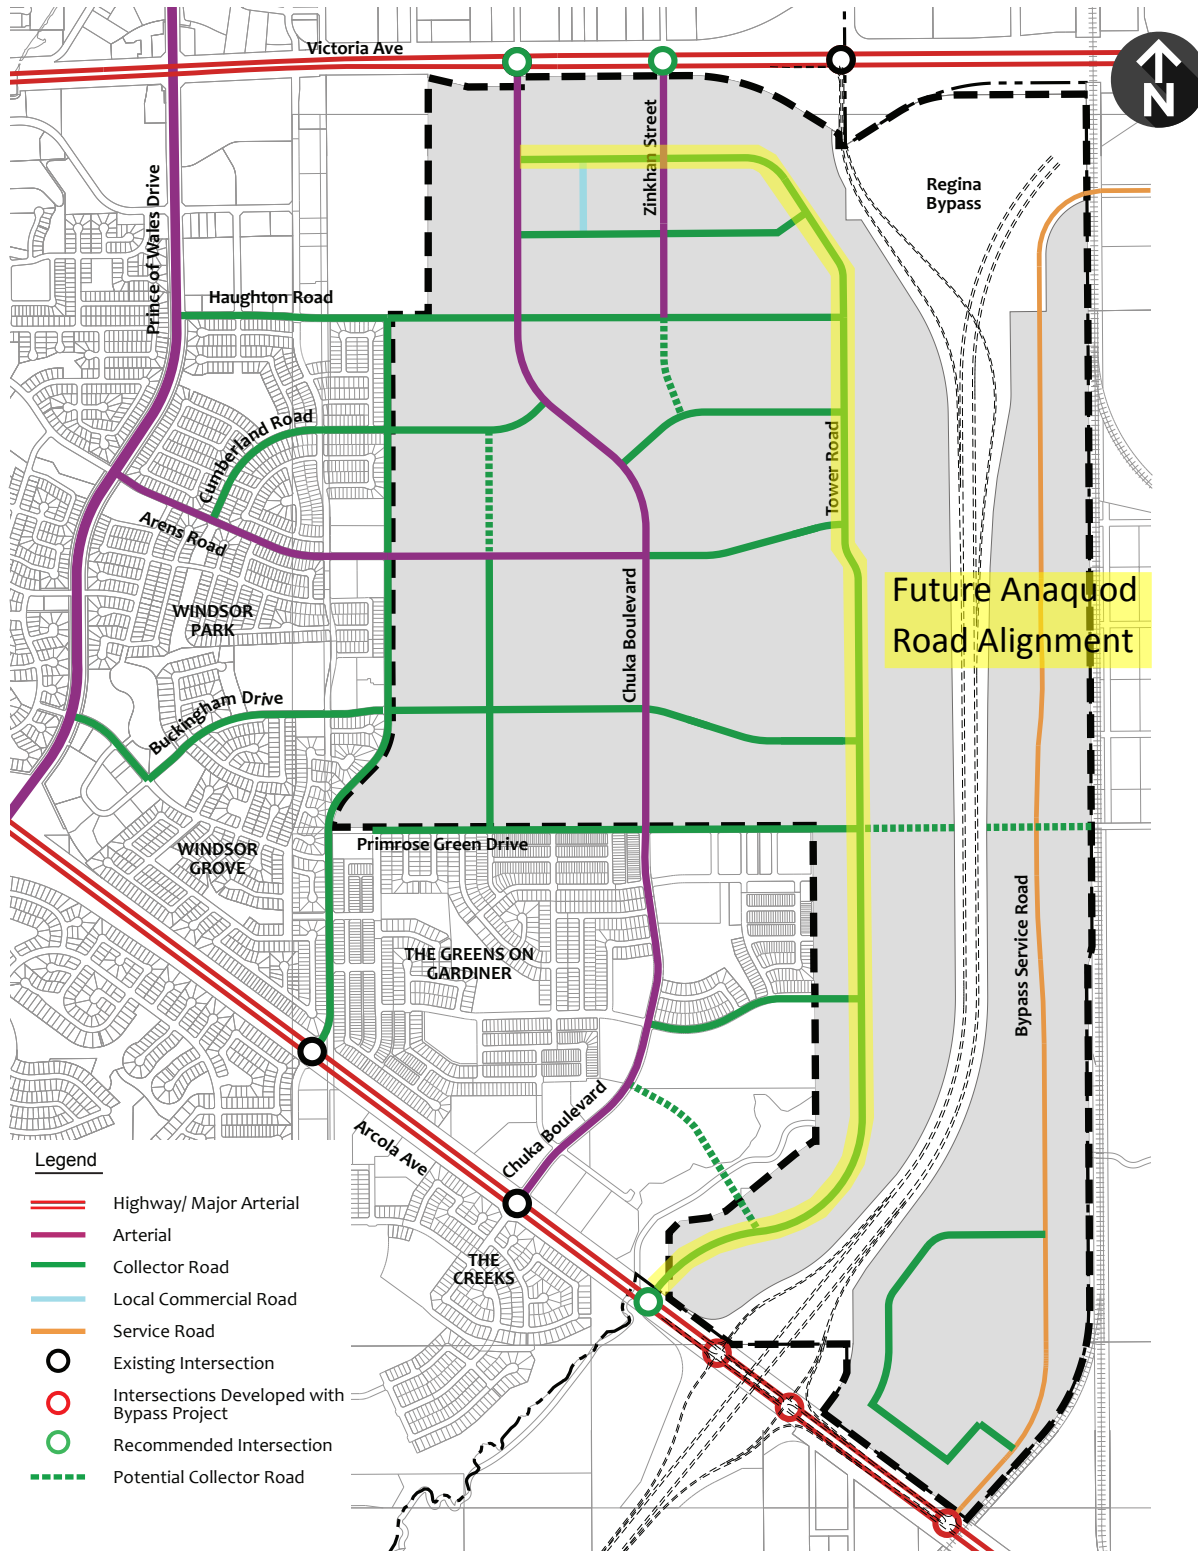 Victoria Ave
N
Zinkhan Street
Regina
Bypass
Prince of Wales Drive
Haughton Road
Cumberland Road
Tower Road
Arens Road
Future Anaquod
Road Alignment
WINDSOR
PARK
Chuka Boulevard
Buckingham Drive
Primrose Green Drive
WINDSOR
GROVE
Bypass Service Road
THE GREENS ON
GARDINER
Chuka Boulevard
Arcola Ave
THE
CREEKS
Legend
Highway/ Major Arterial
Arterial
Collector Road
Local Commercial Road
Service Road
Existing Intersection
Intersections Developed with
Bypass Project
Recommended Intersection
Potential Collector Road